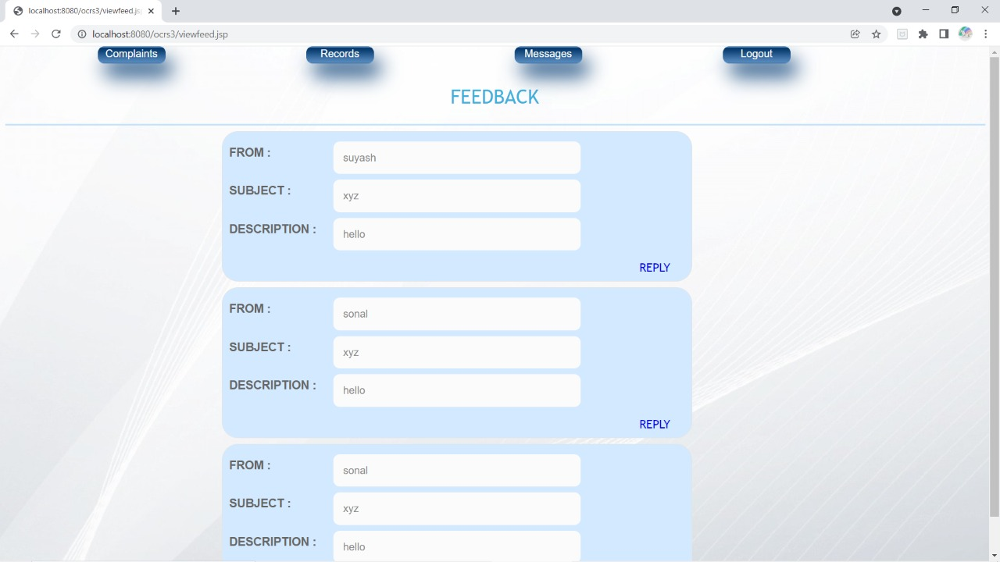 localhost:8080/ocrs3/viewfeed.js
localhost:8080/ocrs3/viewfeed.jsp
Complaints Records Messages Logout
FEEDBACK
FROM : suyash
SUBJECT : xyz
DESCRIPTION : hello
REPLY
FROM : sonal
SUBJECT : xyz
DESCRIPTION : hello
REPLY
FROM : sonal
SUBJECT : xyz
DESCRIPTION : hello